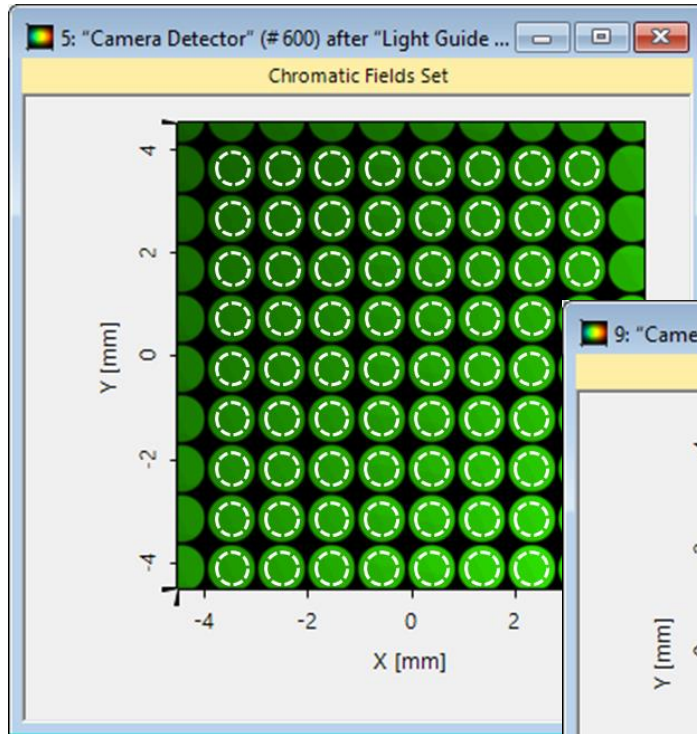 5: "Camera Detector" (# 600) after "Light Guide ...
Chromatic Fields Set
4
2
0
-2
-4
Y [mm]
-4
-2
0
2
X [mm]
9: "Came
Y [mm]